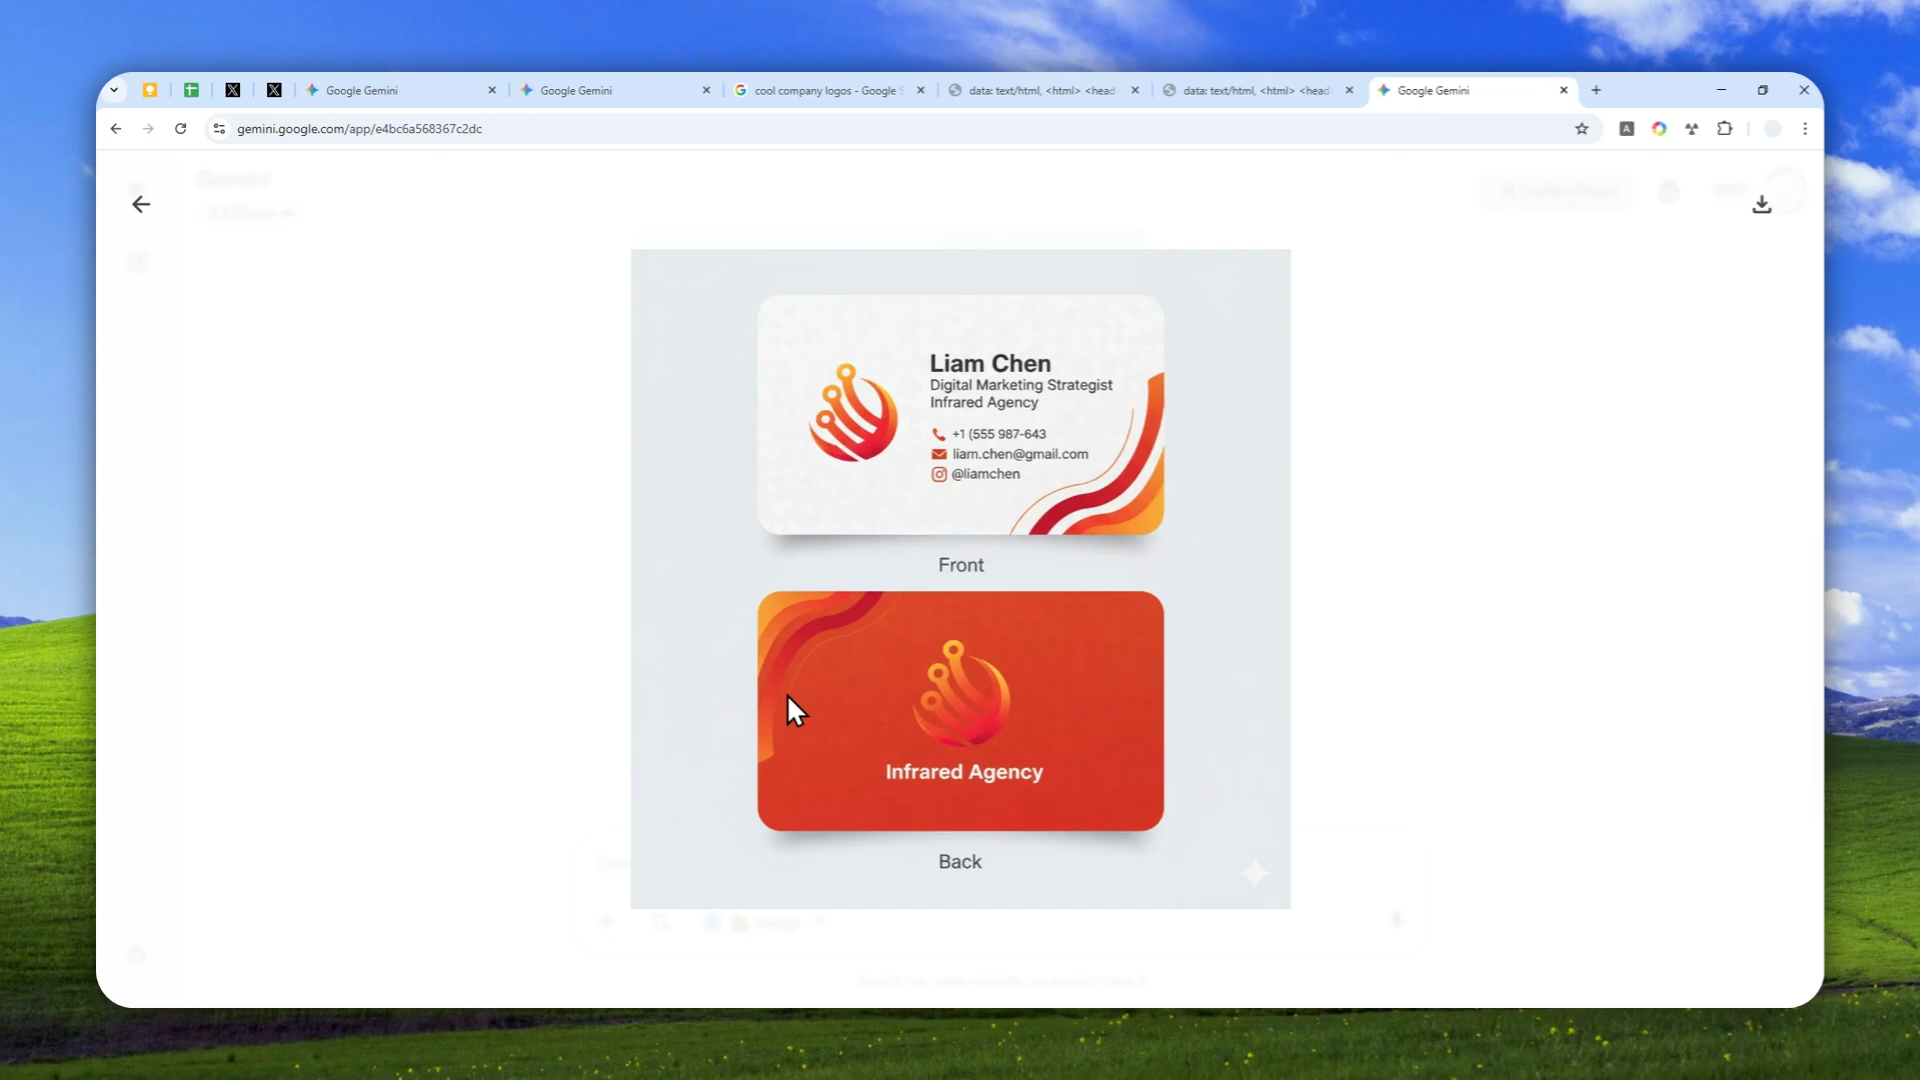 Google Gemini
Google Gemini
cool company logos - Google S
data: text/html, <html> <head
data: text/html, <html> <head
Google Gemini
gemini.google.com/app/e4bc6a568367c2dc
Gemini
Liam Chen
Digital Marketing Strategist
Infrared Agency
+1 (555 987-643
liam.chen@gmail.com
@liamchen
Front
Infrared Agency
Back